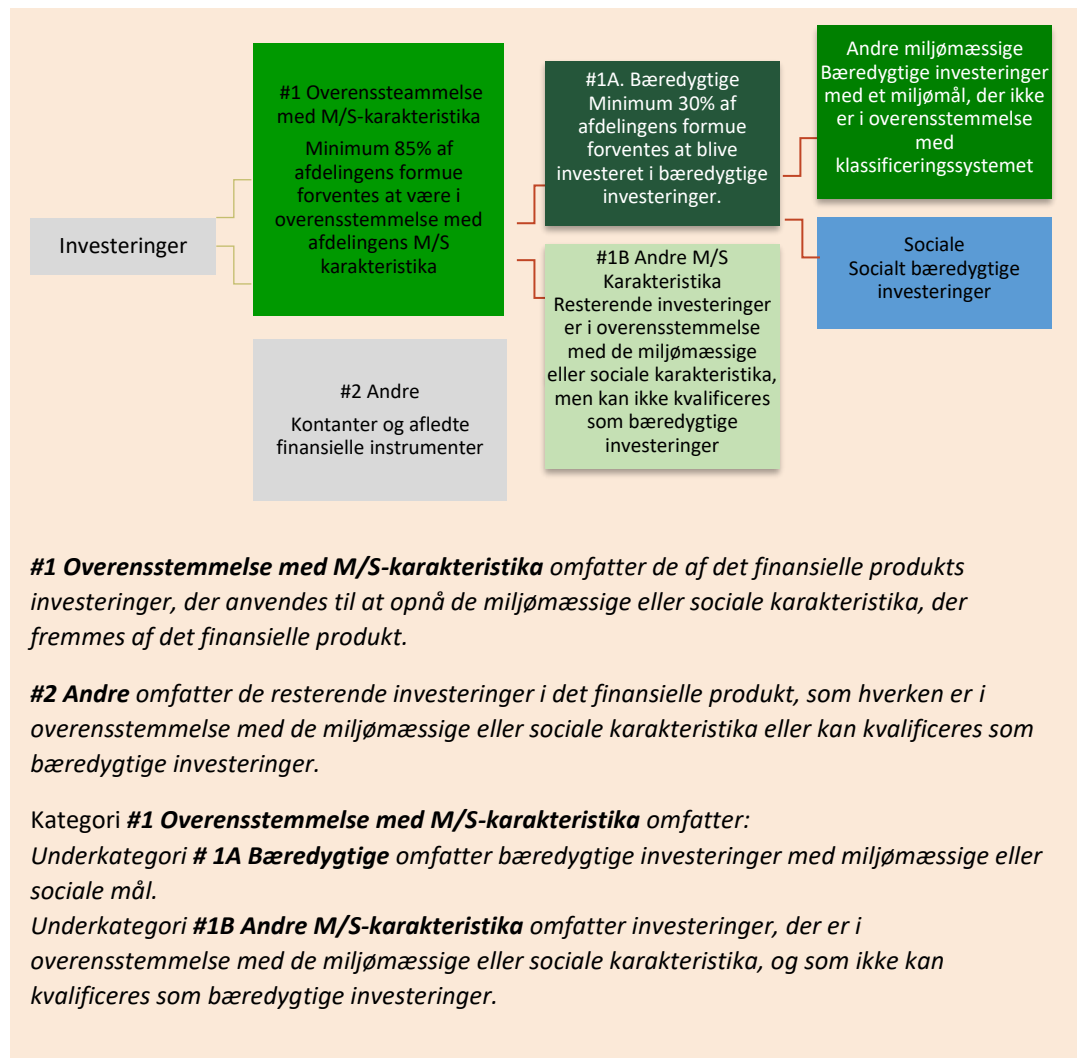 Investeringer
#1 Overenssteammelse
med M/S-karakteristika
Minimum 85% af
afdelingens formue
forventes at være i
overensstemmelse med
afdelingens M/S
karakteristika
#2 Andre
Kontanter og afledte
finansielle instrumenter
#1A. Bæredygtige
Minimum 30% af
afdelingens formue
forventes at blive
investeret i bæredygtige
investeringer.
#1B Andre M/S
Karakteristika
Resterende investeringer
er i overensstemmelse
med de miljømæssige
eller sociale karakteristika,
men kan ikke kvalificeres
som bæredygtige
investeringer
Andre miljømæssige
Bæredygtige investeringer
med et miljømål, der ikke
er i overensstemmelse
med
klassificeringssystemet
Sociale
Socialt bæredygtige
investeringer
#1 Overensstemmelse med M/S-karakteristika omfatter de af det finansielle produkts
investeringer, der anvendes til at opnå de miljømæssige eller sociale karakteristika, der
fremmes af det finansielle produkt.
#2 Andre omfatter de resterende investeringer i det finansielle produkt, som hverken er i
overensstemmelse med de miljømæssige eller sociale karakteristika eller kan kvalificeres som
bæredygtige investeringer.
Kategori #1 Overensstemmelse med M/S-karakteristika omfatter:
Underkategori # 1A Bæredygtige omfatter bæredygtige investeringer med miljømæssige eller
sociale mål.
Underkategori #1B Andre M/S-karakteristika omfatter investeringer, der er i
overensstemmelse med de miljømæssige eller sociale karakteristika, og som ikke kan
kvalificeres som bæredygtige investeringer.